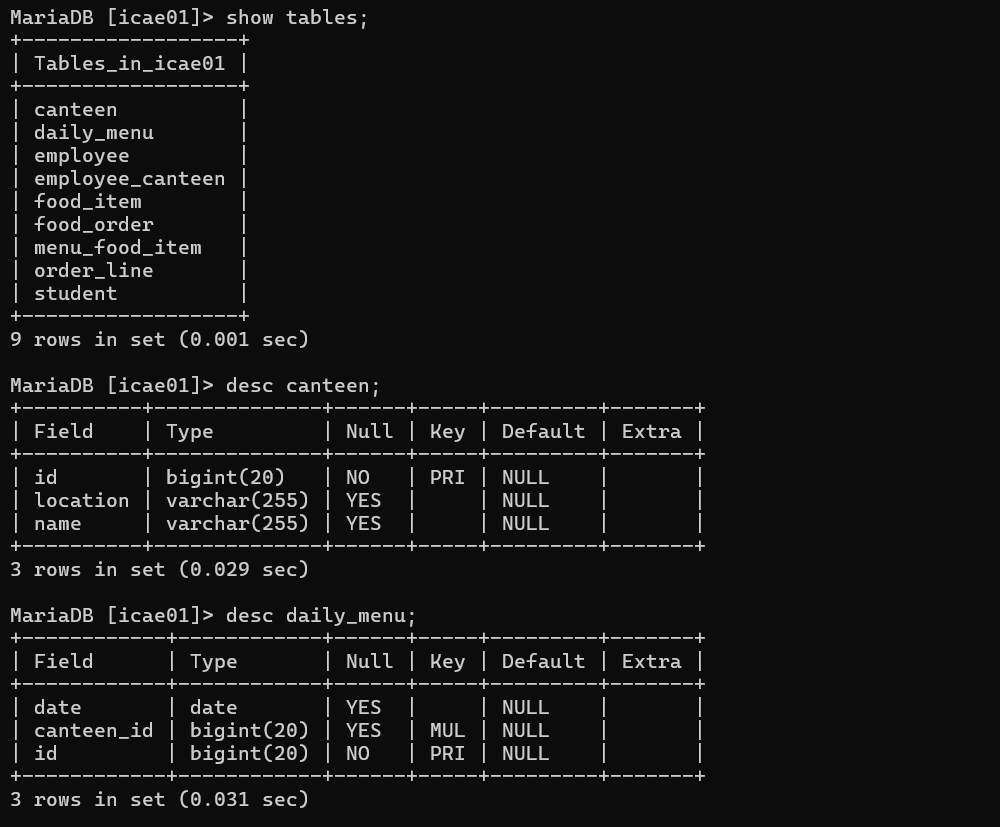 MariaDB [icae01]> show tables;
+------------------+
| Tables_in_icae01 |
+------------------+
| canteen          |
| daily_menu       |
| employee         |
| employee_canteen |
| food_item        |
| food_order       |
| menu_food_item   |
| order_line       |
| student          |
+------------------+
9 rows in set (0.001 sec)

MariaDB [icae01]> desc canteen;
+----------+--------------+------+-----+---------+-------+
| Field    | Type         | Null | Key | Default | Extra |
+----------+--------------+------+-----+---------+-------+
| id       | bigint(20)   | NO   | PRI | NULL    |       |
| location | varchar(255) | YES  |     | NULL    |       |
| name     | varchar(255) | YES  |     | NULL    |       |
+----------+--------------+------+-----+---------+-------+
3 rows in set (0.029 sec)

MariaDB [icae01]> desc daily_menu;
+------------+------------+------+-----+---------+-------+
| Field      | Type       | Null | Key | Default | Extra |
+------------+------------+------+-----+---------+-------+
| date       | date       | YES  |     | NULL    |       |
| canteen_id | bigint(20) | YES  | MUL | NULL    |       |
| id         | bigint(20) | NO   | PRI | NULL    |       |
+------------+------------+------+-----+---------+-------+
3 rows in set (0.031 sec)